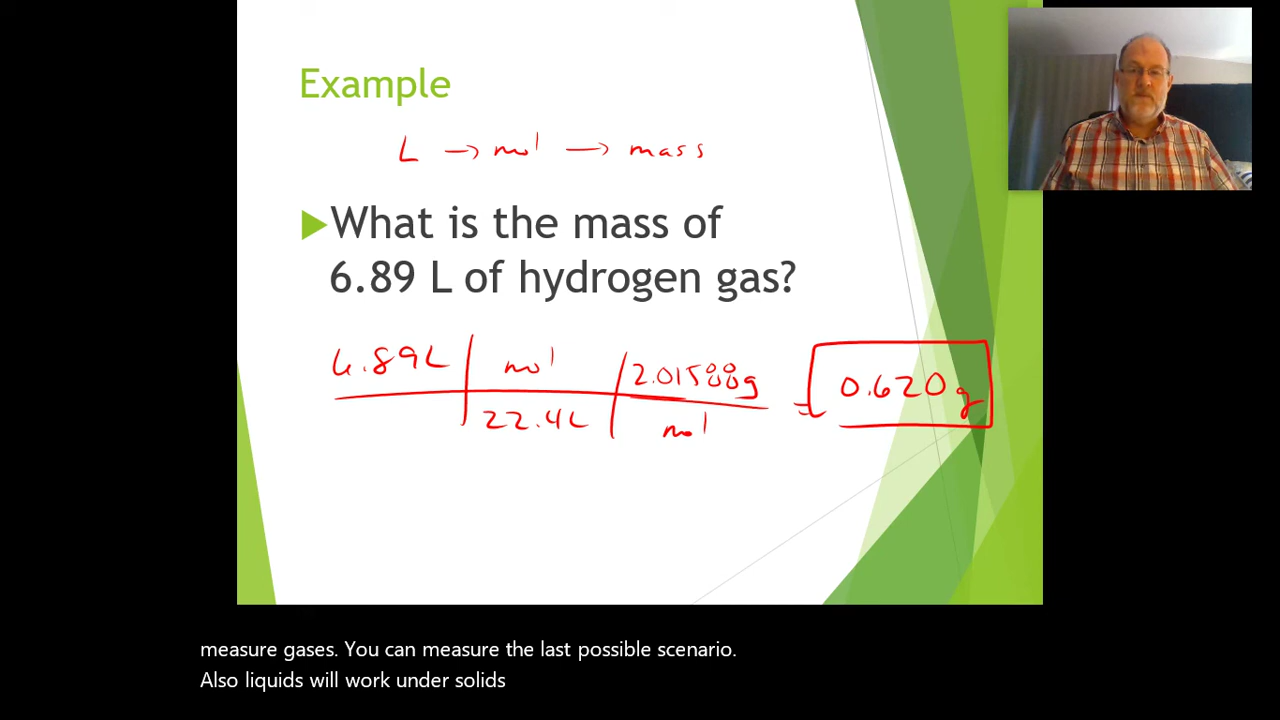 Example
L → mol → mass
What is the mass of
6.89 L of hydrogen gas?
6.89L | mol | 2.01588g = 0.620g
22.4L | mol
measure gases. You can measure the last possible scenario.
Also liquids will work under solids